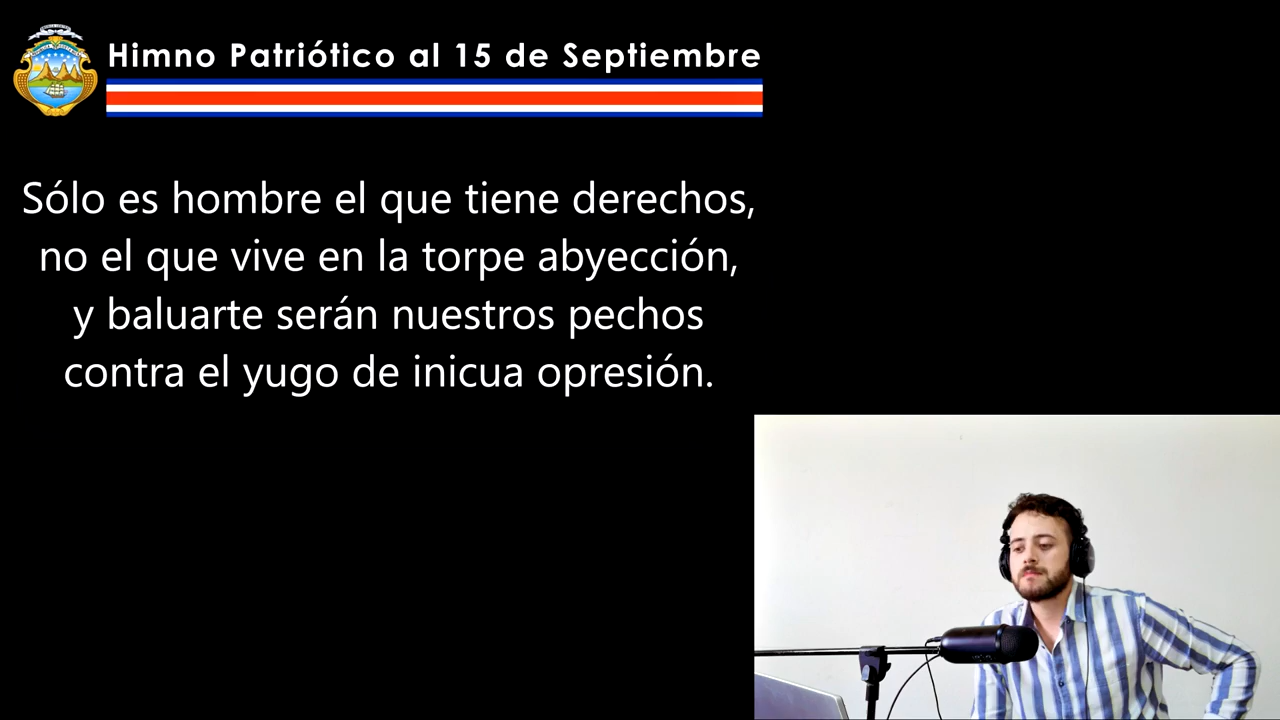 Himno Patriótico al 15 de Septiembre
Sólo es hombre el que tiene derechos,
no el que vive en la torpe abyección,
y baluarte serán nuestros pechos
contra el yugo de inicua opresión.